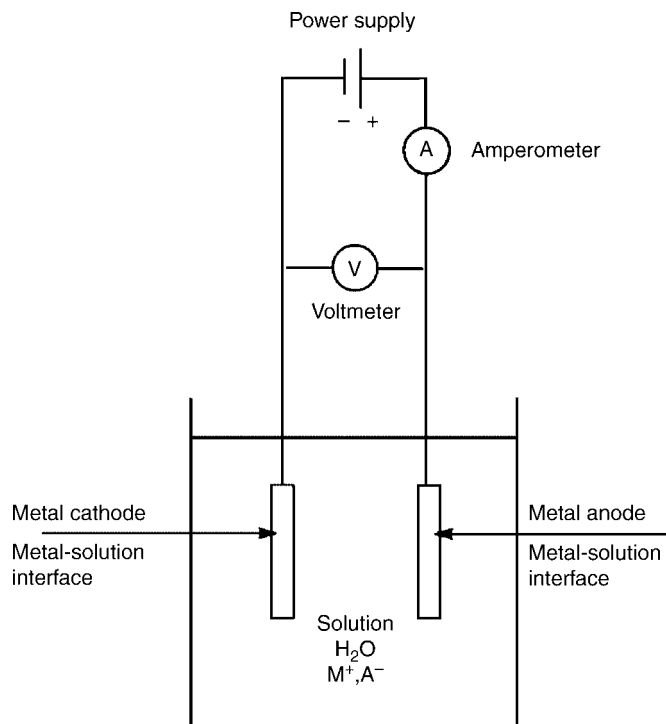 Power supply
− +
A
Amperometer
V
Voltmeter
Metal cathode
Metal-solution
interface
Metal anode
Metal-solution
interface
Solution
H₂O
M⁺,A⁻